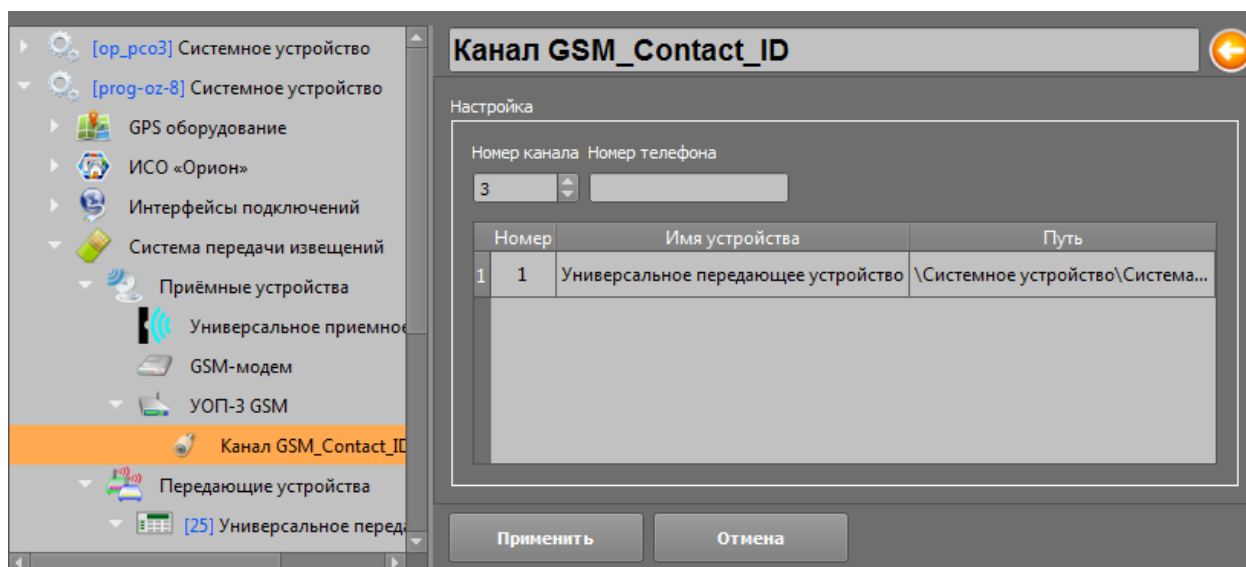 [op_pco3] Системное устройство
[prog-oz-8] Системное устройство
GPS оборудование
ИСО «Орион»
Интерфейсы подключений
Система передачи извещений
Приёмные устройства
Универсальное приемное
GSM-модем
УОП-3 GSM
Канал GSM_Contact_ID
Передающие устройства
[25] Универсальное переда
Канал GSM_Contact_ID
Настройка
Номер канала Номер телефона
3
Номер Имя устройства Путь
1 1 Универсальное передающее устройство \Системное устройство\Система...
Применить Отмена